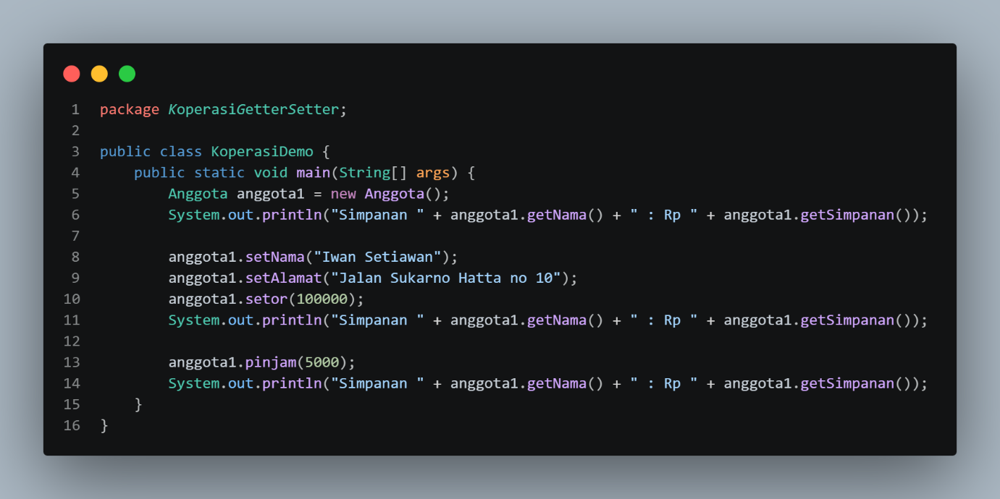 1 package KoperasiGetterSetter;
2
3 public class KoperasiDemo {
4     public static void main(String[] args) {
5         Anggota anggota1 = new Anggota();
6         System.out.println("Simpanan " + anggota1.getNama() + " : Rp " + anggota1.getSimpanan());
7
8         anggota1.setNama("Iwan Setiawan");
9         anggota1.setAlamat("Jalan Sukarno Hatta no 10");
10         anggota1.setor(100000);
11         System.out.println("Simpanan " + anggota1.getNama() + " : Rp " + anggota1.getSimpanan());
12
13         anggota1.pinjam(5000);
14         System.out.println("Simpanan " + anggota1.getNama() + " : Rp " + anggota1.getSimpanan());
15     }
16 }